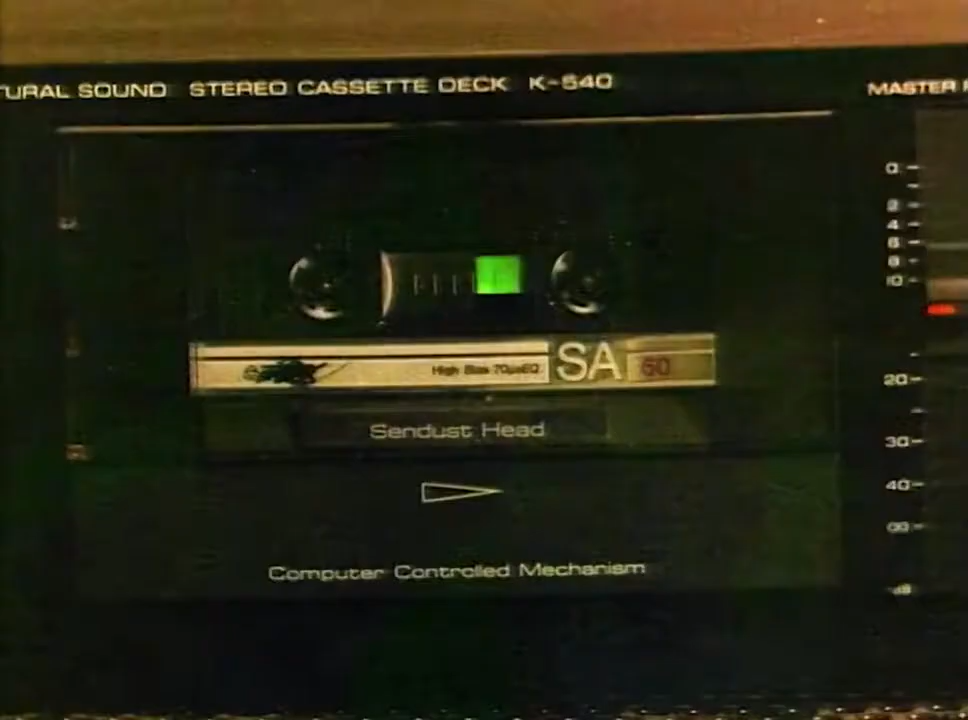 TURAL SOUND STEREO CASSETTE DECK K-540
MASTER
0
2
4
6
8
10
20
30
40
∞
High Bias 70μsEQ
SA
60
Sendust Head
Computer Controlled Mechanism
dB